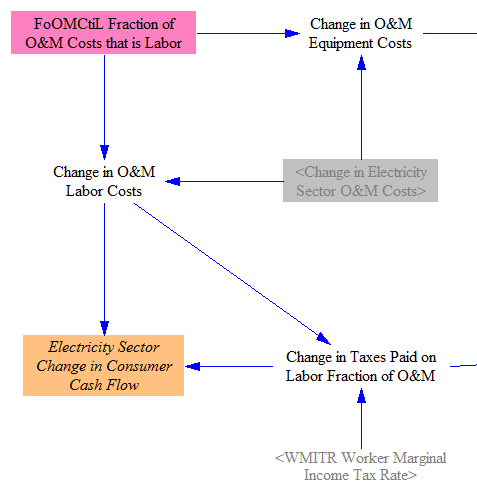 FoOMCtiL Fraction of
O&M Costs that is Labor
Change in O&M
Equipment Costs
Change in O&M
Labor Costs
<Change in Electricity
Sector O&M Costs>
Electricity Sector
Change in Consumer
Cash Flow
Change in Taxes Paid on
Labor Fraction of O&M
<WMITR Worker Marginal
Income Tax Rate>